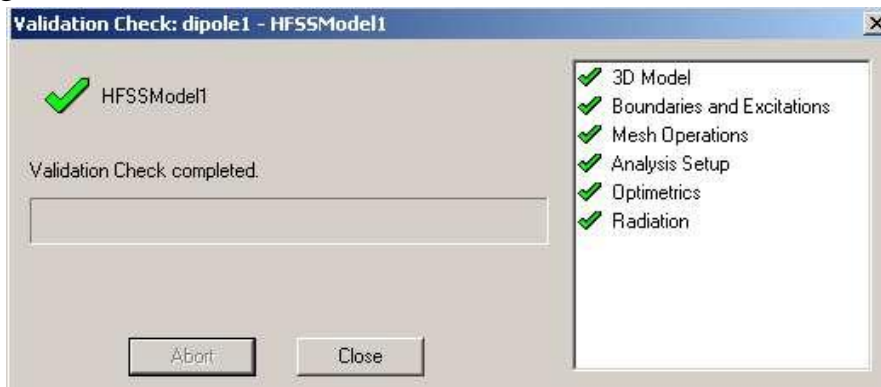 Validation Check: dipole1 - HFSSModel1
HFSSModel1
Validation Check completed.
Abort
Close
3D Model
Boundaries and Excitations
Mesh Operations
Analysis Setup
Optimetrics
Radiation